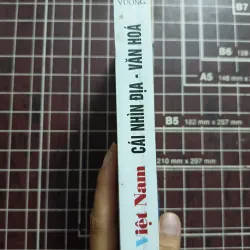 VƯỢNG
Việt Nam CÁI NHÌN ĐỊA - VĂN HOÁ
B7
B6
A5
148 mm ×
B5
182 mm × 257 mm
210 mm × 297 mm